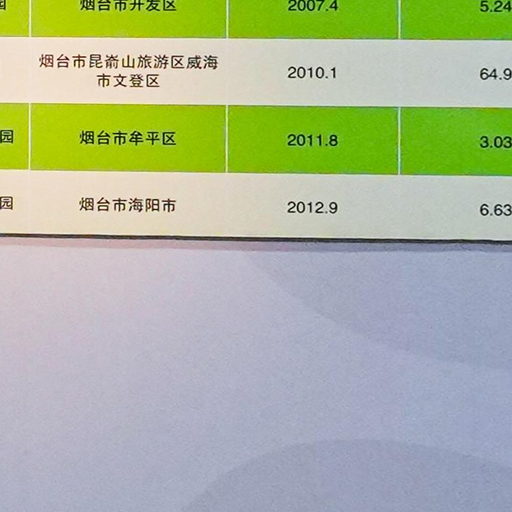 园 烟台市开发区 2007.4 5.24
烟台市昆嵛山旅游区威海
市文登区 2010.1 64.9
园 烟台市牟平区 2011.8 3.03
园 烟台市海阳市 2012.9 6.63